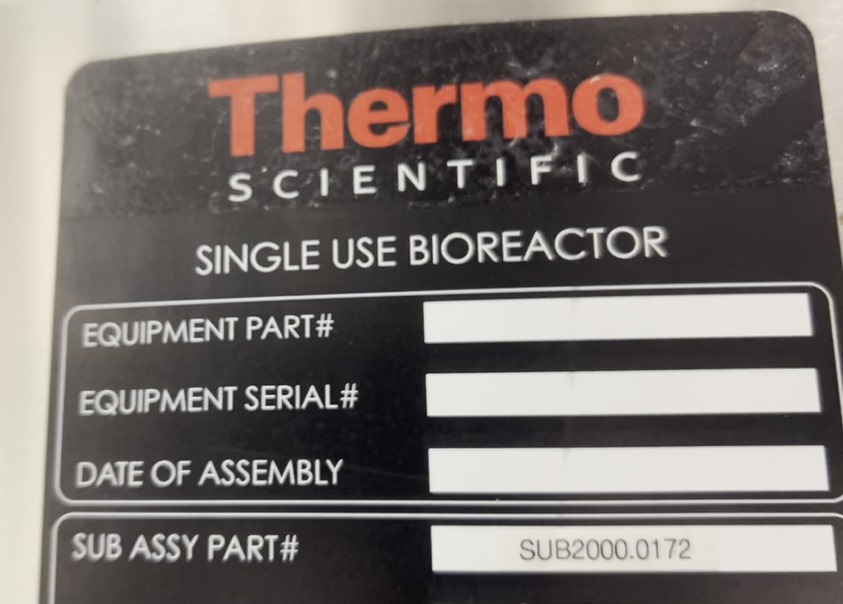 Thermo
SCIENTIFIC
SINGLE USE BIOREACTOR
EQUIPMENT PART#
EQUIPMENT SERIAL#
DATE OF ASSEMBLY
SUB ASSY PART# SUB2000.0172